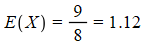 E(X) = 9/8 = 1.12